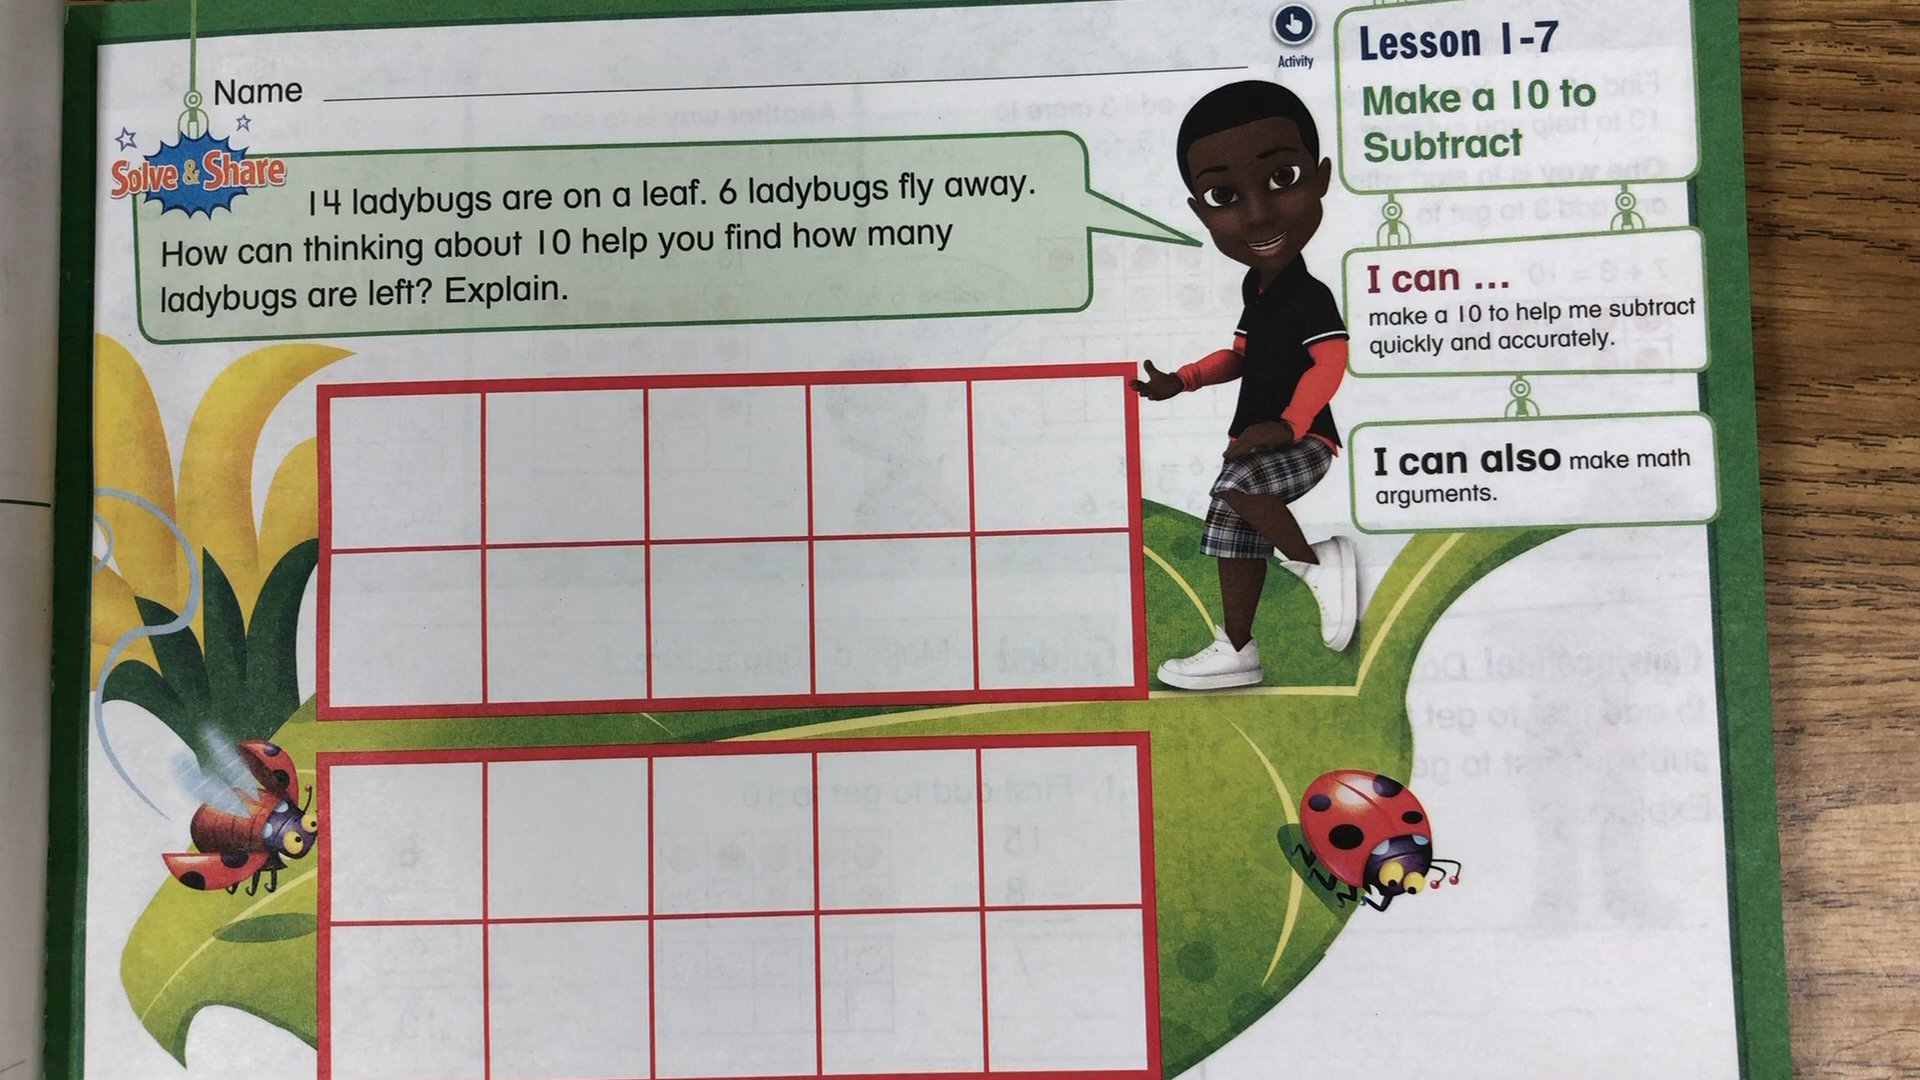 Name
Activity
Lesson 1-7
Make a 10 to
Subtract
Solve & Share
14 ladybugs are on a leaf. 6 ladybugs fly away.
How can thinking about 10 help you find how many
ladybugs are left? Explain.
I can ...
make a 10 to help me subtract
quickly and accurately.
I can also make math
arguments.